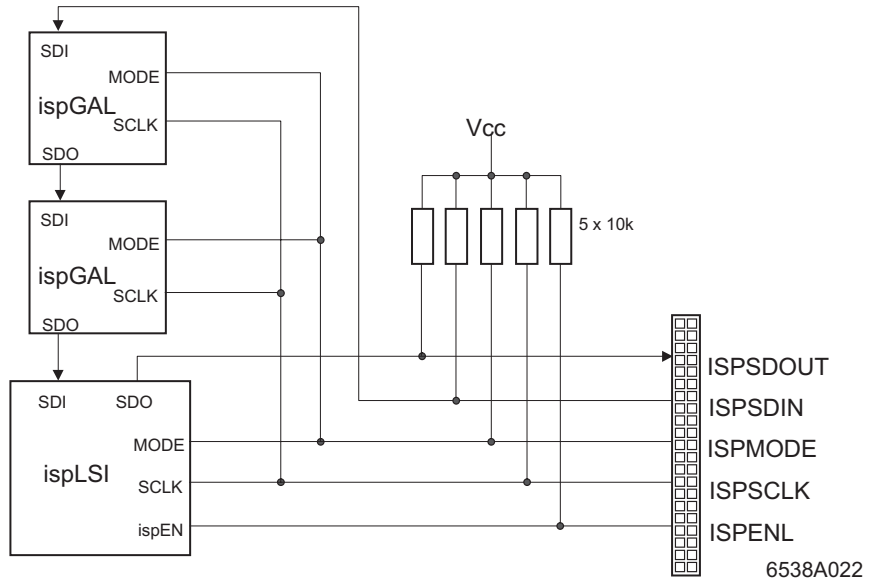 SDI
MODE
ispGAL
SCLK
SDO
SDI
MODE
ispGAL
SCLK
SDO
SDI
SDO
MODE
ispLSI
SCLK
ispEN
Vcc
5 x 10k
ISPSDOUT
ISPSDIN
ISPMODE
ISPSCLK
ISPENL
6538A022